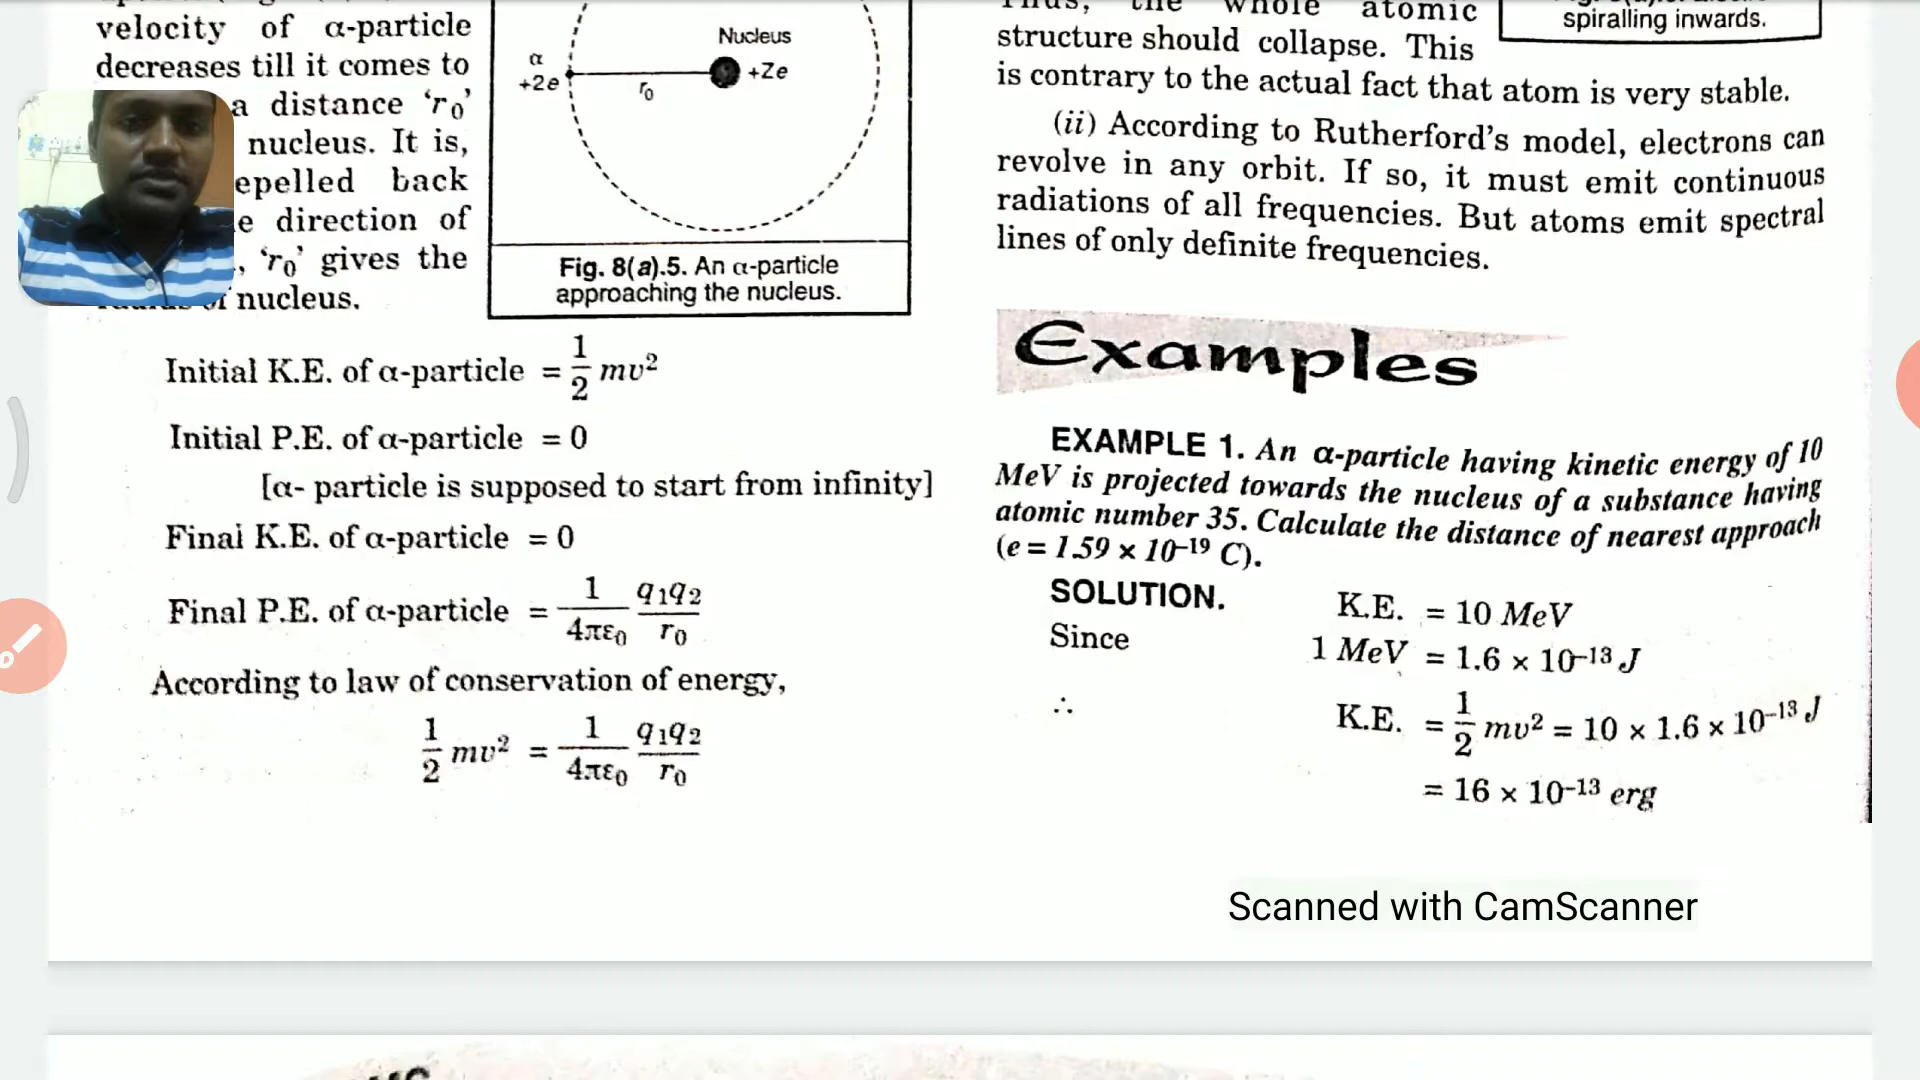 velocity of α-particle
decreases till it comes to
a distance ‘r₀’
nucleus. It is,
epelled back
e direction of
, ‘r₀’ gives the
nucleus.
Nucleus
α
+2e
r₀
+Ze
Fig. 8(a).5. An α-particle
approaching the nucleus.
Initial K.E. of α-particle = 1/2 mv²
Initial P.E. of α-particle = 0
[α- particle is supposed to start from infinity]
Final K.E. of α-particle = 0
Final P.E. of α-particle = 1/4πε₀ q₁q₂/r₀
According to law of conservation of energy,
1/2 mv² = 1/4πε₀ q₁q₂/r₀
Thus, the whole atomic
structure should collapse. This
is contrary to the actual fact that atom is very stable.
spiralling inwards.
(ii) According to Rutherford’s model, electrons can
revolve in any orbit. If so, it must emit continuous
radiations of all frequencies. But atoms emit spectral
lines of only definite frequencies.
Examples
EXAMPLE 1. An α-particle having kinetic energy of 10
MeV is projected towards the nucleus of a substance having
atomic number 35. Calculate the distance of nearest approach
(e = 1.59 × 10⁻¹⁹ C).
SOLUTION. K.E. = 10 MeV
Since 1 MeV = 1.6 × 10⁻¹³ J
∴ K.E. = 1/2 mv² = 10 × 1.6 × 10⁻¹³ J
= 16 × 10⁻¹³ erg
Scanned with CamScanner